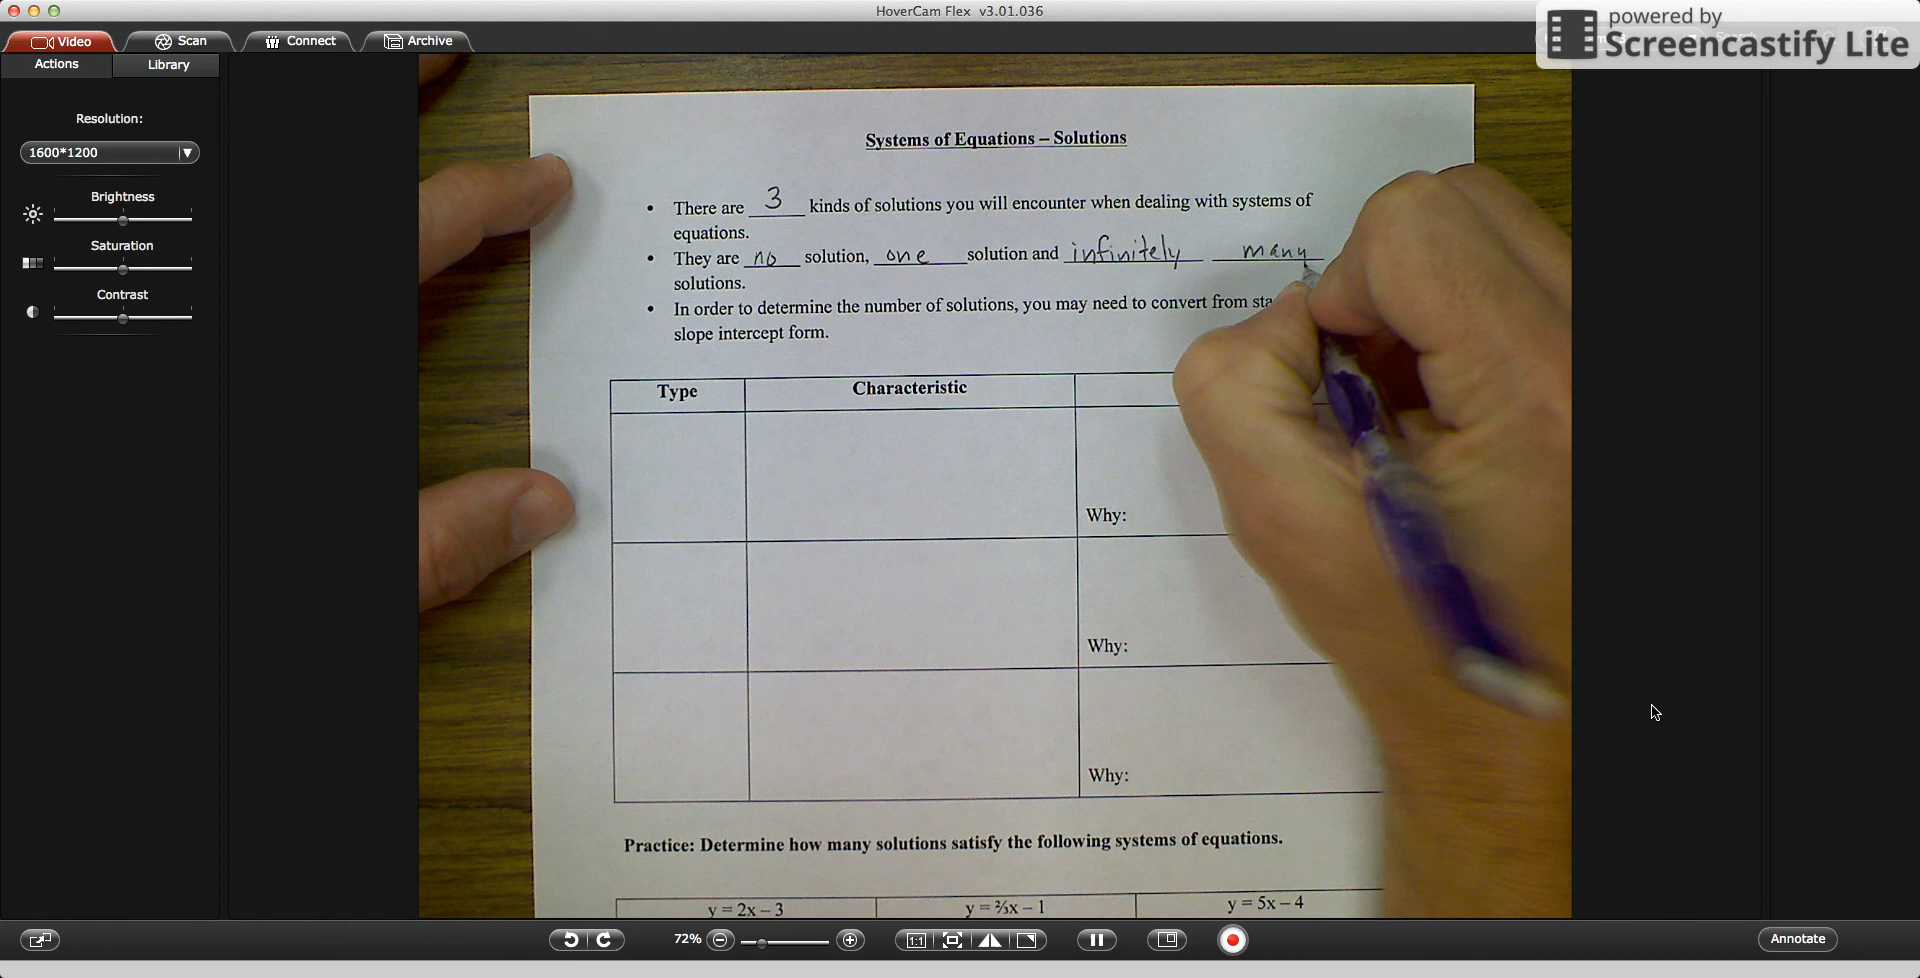 HoverCam Flex v3.01.036
powered by
Screencastify Lite
Video
Scan
Connect
Archive
Actions
Library
Resolution:
1600*1200
Brightness
Saturation
Contrast
Systems of Equations – Solutions
• There are 3 kinds of solutions you will encounter when dealing with systems of
equations.
• They are no solution, one solution and infinitely many
solutions.
• In order to determine the number of solutions, you may need to convert from sta
slope intercept form.
Type Characteristic
Why:
Why:
Why:
Practice: Determine how many solutions satisfy the following systems of equations.
y = 2x – 3 y = ⅔x – 1 y = 5x – 4
72%
1:1
Annotate